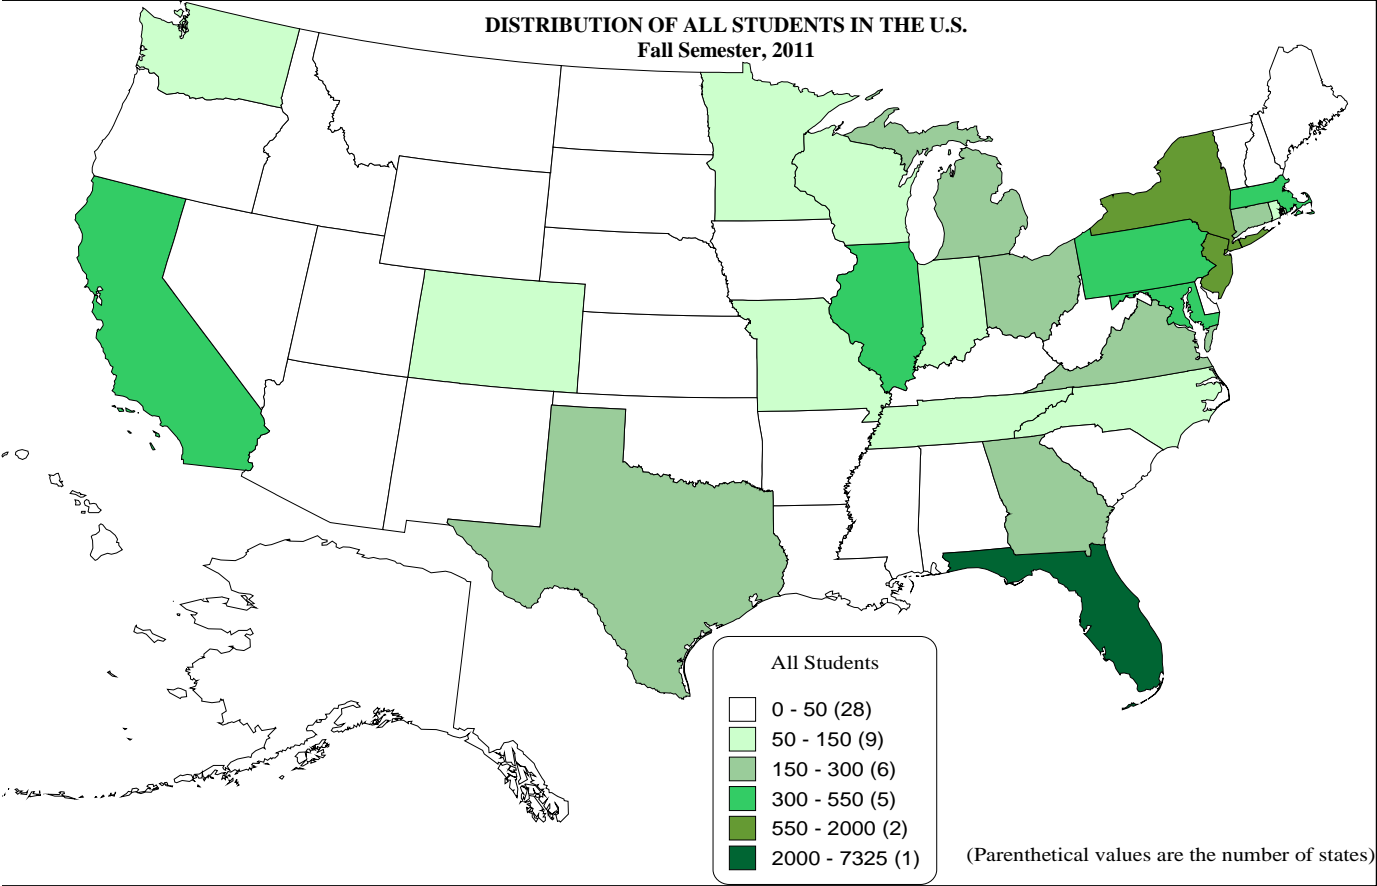 DISTRIBUTION OF ALL STUDENTS IN THE U.S.
Fall Semester, 2011
All Students
0 - 50 (28)
50 - 150 (9)
150 - 300 (6)
300 - 550 (5)
550 - 2000 (2)
2000 - 7325 (1)
(Parenthetical values are the number of states)